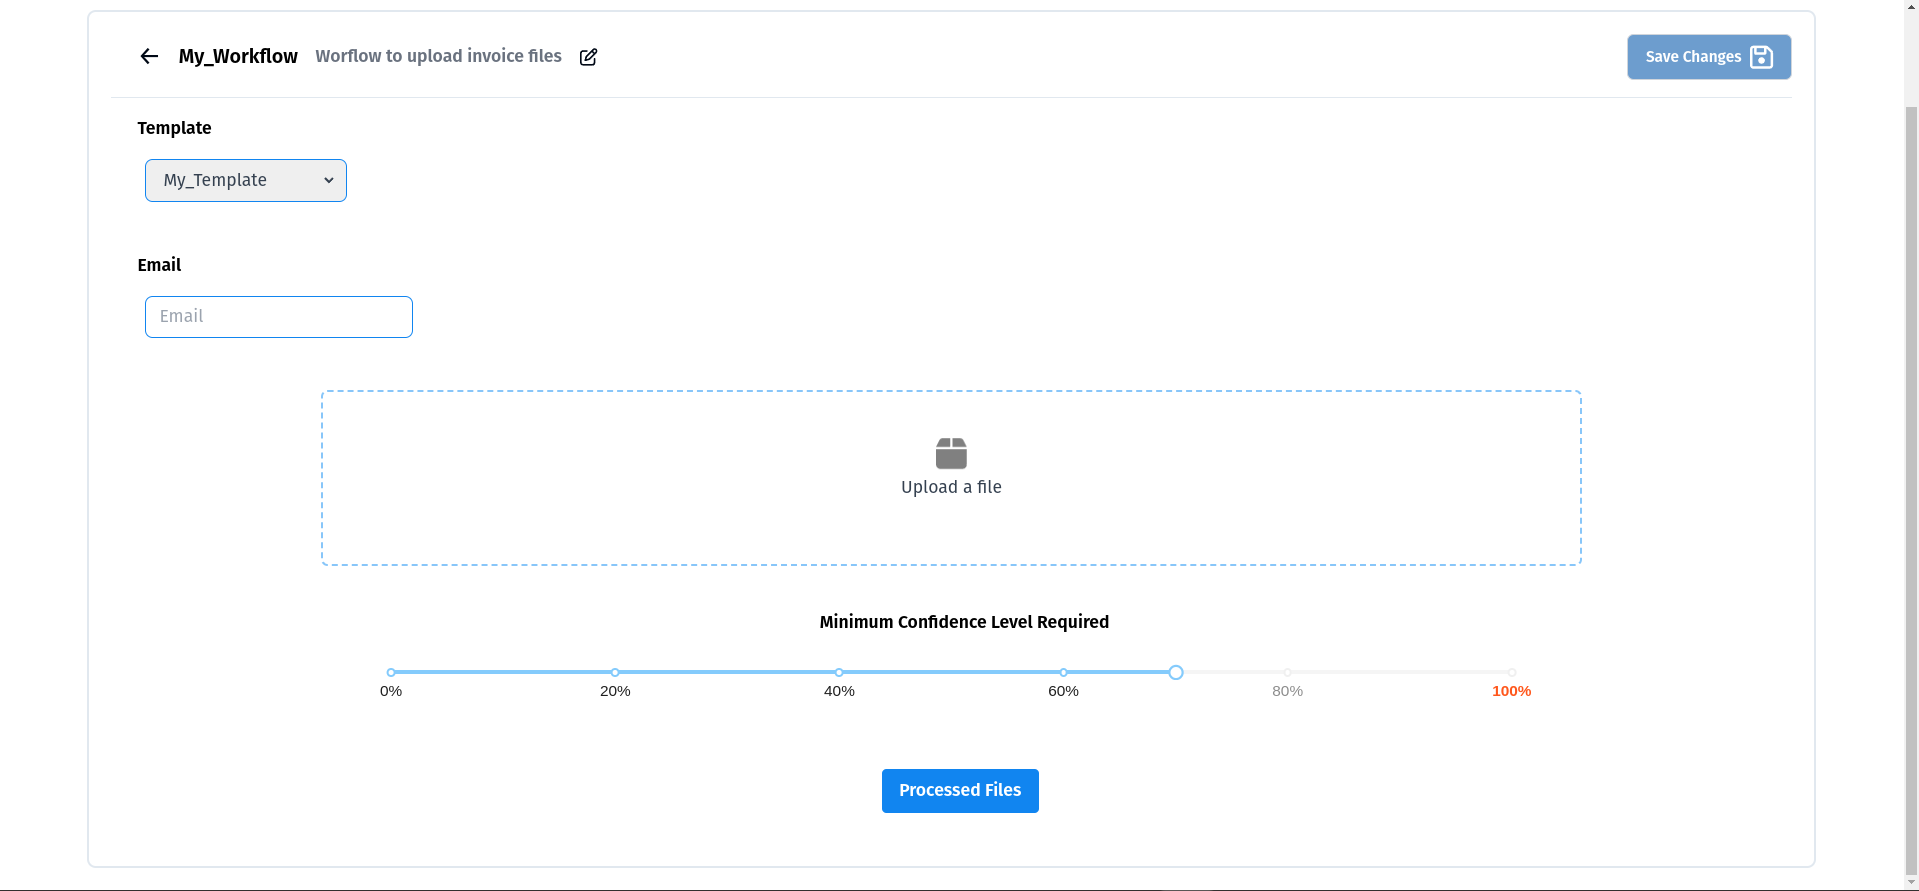 My_Workflow Worflow to upload invoice files Save Changes
Template
My_Template
Email
Email
Upload a file
Minimum Confidence Level Required
0% 20% 40% 60% 80% 100%
Processed Files